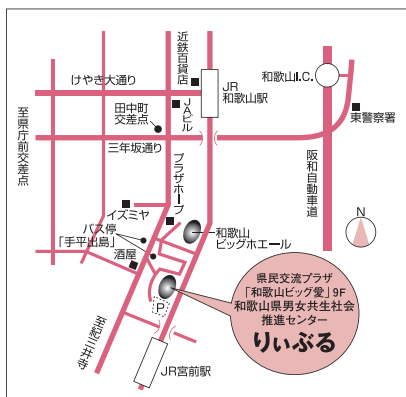 近鉄百貨店
けやき大通り
JR
和歌山駅
和歌山I.C.
東警察署
JAビル
田中町
交差点
三年坂通り
至県庁前交差点
阪和自動車道
プラザホープ
イズミヤ
バス停
「手平出島」
酒屋
和歌山
ビッグホエール
N
P
県民交流プラザ
「和歌山ビッグ愛」9F
和歌山県男女共生社会
推進センター
りぃぶる
至紀三井寺
JR宮前駅